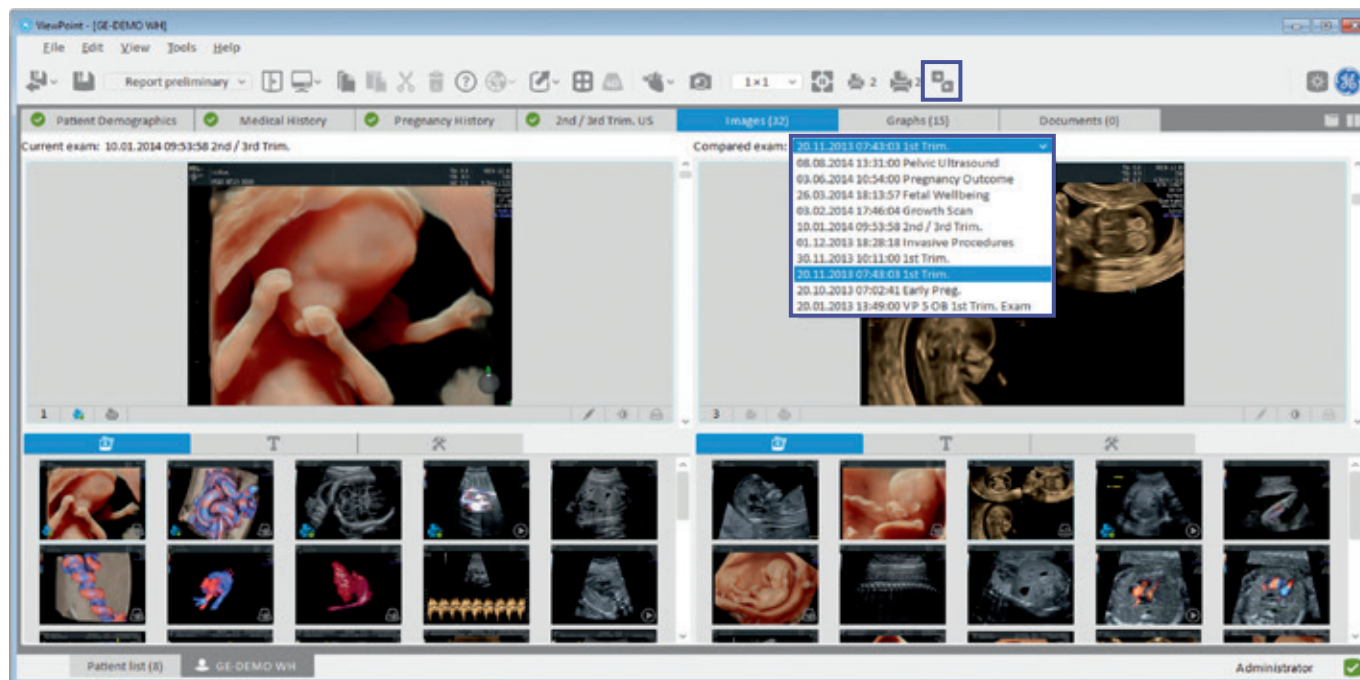 ViewPoint - [GE-DEMO WH]
File Edit View Tools Help
Report preliminary 1×1 2 2
Patient Demographics Medical History Pregnancy History 2nd / 3rd Trim. US Images (32) Graphs (15) Documents (0)
Current exam: 10.01.2014 09:53:58 2nd / 3rd Trim. Compared exam: 20.11.2013 07:43:03 1st Trim.
08.08.2014 13:31:00 Pelvic Ultrasound
03.06.2014 10:54:00 Pregnancy Outcome
26.03.2014 18:13:57 Fetal Wellbeing
03.02.2014 17:46:04 Growth Scan
10.01.2014 09:53:58 2nd / 3rd Trim.
01.12.2013 18:28:18 Invasive Procedures
30.11.2013 10:11:00 1st Trim.
20.11.2013 07:43:03 1st Trim.
20.10.2013 07:02:41 Early Preg.
20.01.2013 13:49:00 VP 5 OB 1st Trim. Exam
1 3
T T
Patient list (8) GE-DEMO WH Administrator